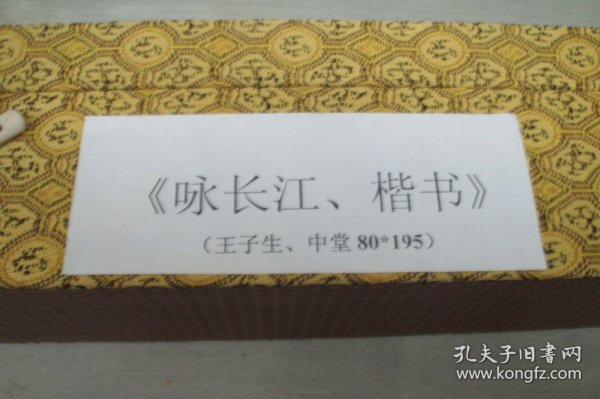 《咏长江、楷书》
（王子生、中堂 80*195）
孔夫子旧书网
www.kongfz.com